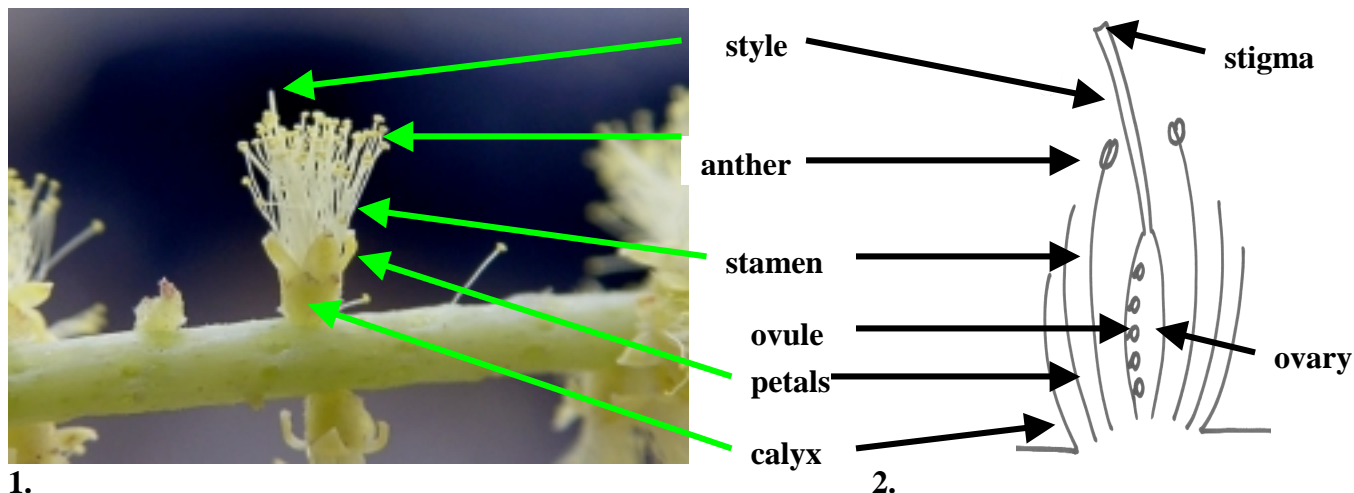 style
stigma
anther
stamen
ovule
ovary
petals
calyx
1.
2.